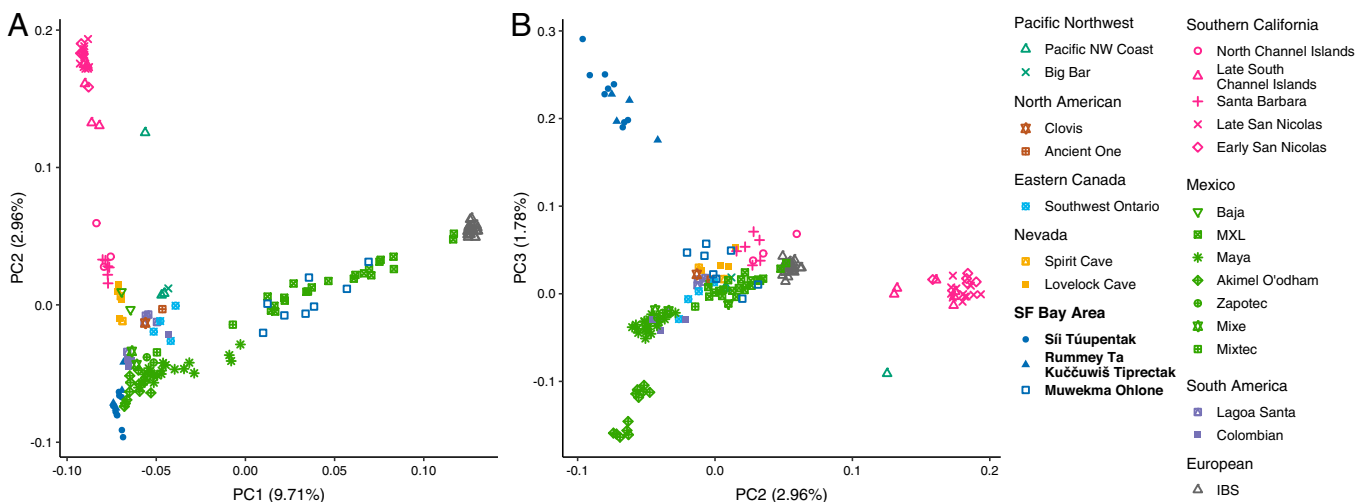 A
0.2
0.1
0.0
-0.1
PC2 (2.96%)
-0.10
-0.05
0.00
0.05
0.10
PC1 (9.71%)
B
0.3
0.2
0.1
0.0
-0.1
PC3 (1.78%)
-0.1
0.0
0.1
0.2
PC2 (2.96%)
Pacific Northwest
Pacific NW Coast
Big Bar
North American
Clovis
Ancient One
Eastern Canada
Southwest Ontario
Nevada
Spirit Cave
Lovelock Cave
SF Bay Area
Síi Túupentak
Rummey Ta
Kuččuwiš Tiprectak
Muwekma Ohlone
Southern California
North Channel Islands
Late South
Channel Islands
Santa Barbara
Late San Nicolas
Early San Nicolas
Mexico
Baja
MXL
Maya
Akimel O'odham
Zapotec
Mixe
Mixtec
South America
Lagoa Santa
Colombian
European
IBS